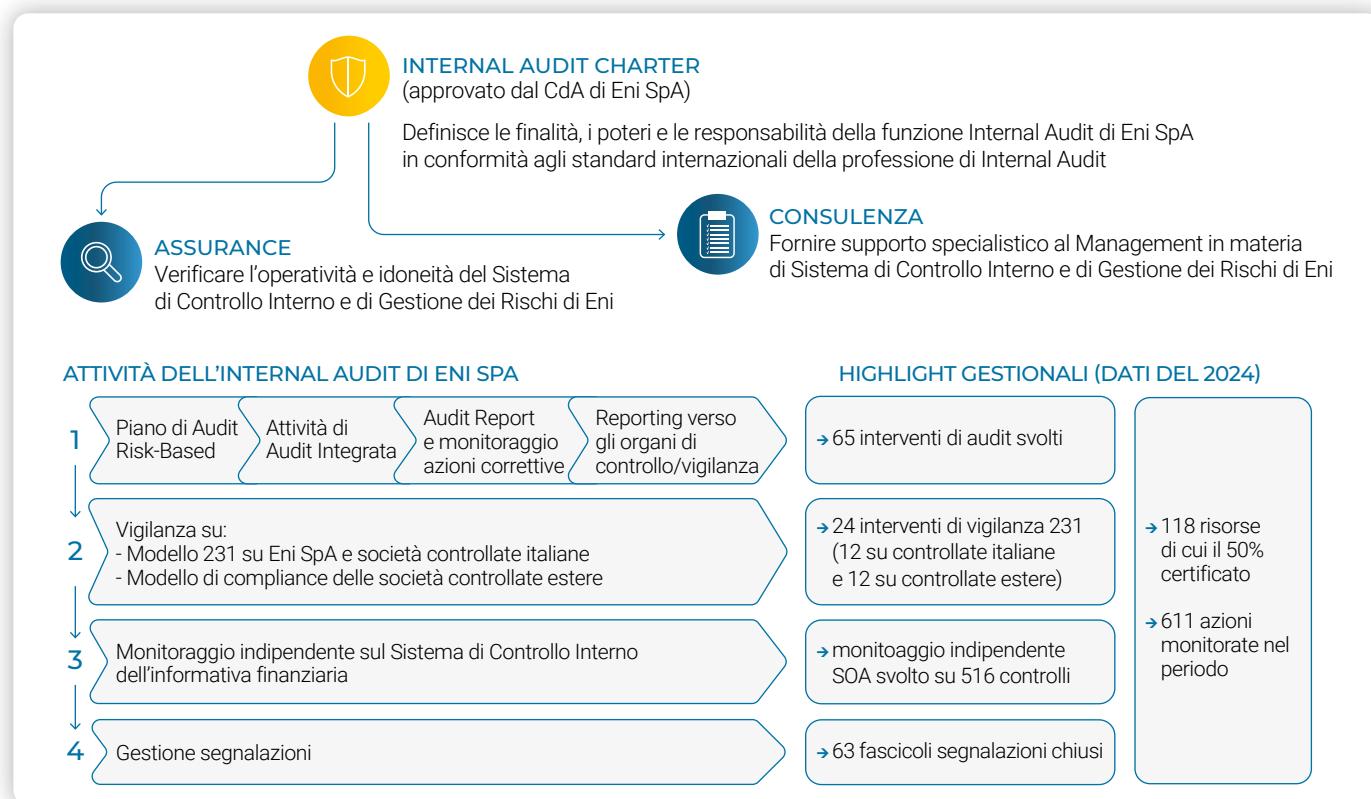 INTERNAL AUDIT CHARTER
(approvato dal CdA di Eni SpA)
Definisce le finalità, i poteri e le responsabilità della funzione Internal Audit di Eni SpA
in conformità agli standard internazionali della professione di Internal Audit
ASSURANCE
Verificare l'operatività e idoneità del Sistema
di Controllo Interno e di Gestione dei Rischi di Eni
CONSULENZA
Fornire supporto specialistico al Management in materia
di Sistema di Controllo Interno e di Gestione dei Rischi di Eni
ATTIVITÀ DELL'INTERNAL AUDIT DI ENI SPA
1
Piano di Audit
Risk-Based
Attività di
Audit Integrata
Audit Report
e monitoraggio
azioni correttive
Reporting verso
gli organi di
controllo/vigilanza
2
Vigilanza su:
- Modello 231 su Eni SpA e società controllate italiane
- Modello di compliance delle società controllate estere
3
Monitoraggio indipendente sul Sistema di Controllo Interno
dell'informativa finanziaria
4
Gestione segnalazioni
HIGHLIGHT GESTIONALI (DATI DEL 2024)
→ 65 interventi di audit svolti
→ 24 interventi di vigilanza 231
(12 su controllate italiane
e 12 su controllate estere)
→ monitoaggio indipendente
SOA svolto su 516 controlli
→ 63 fascicoli segnalazioni chiusi
→ 118 risorse
di cui il 50%
certificato
→ 611 azioni
monitorate nel
periodo